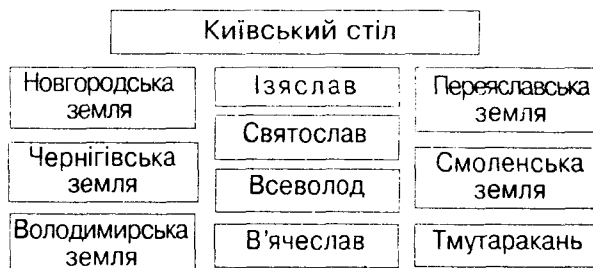 Київський стіл
Новгородська
земля
Чернігівська
земля
Володимирська
земля
Ізяслав
Святослав
Всеволод
В'ячеслав
Переяславська
земля
Смоленська
земля
Тмутаракань